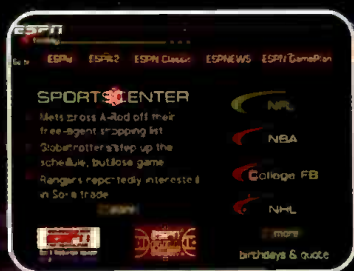 ESPN
ESPN2 ESPN Classic ESPNEWS ESPN GamePlan
SPORTSCENTER
Mets cross A-Rod off their
free-agent shopping list
Globetrotters step up the
schedule, but lose game
Rangers reportedly interested
in Sosa trade
NFL
NBA
College FB
NHL
more
ESPN
birthdays & quote